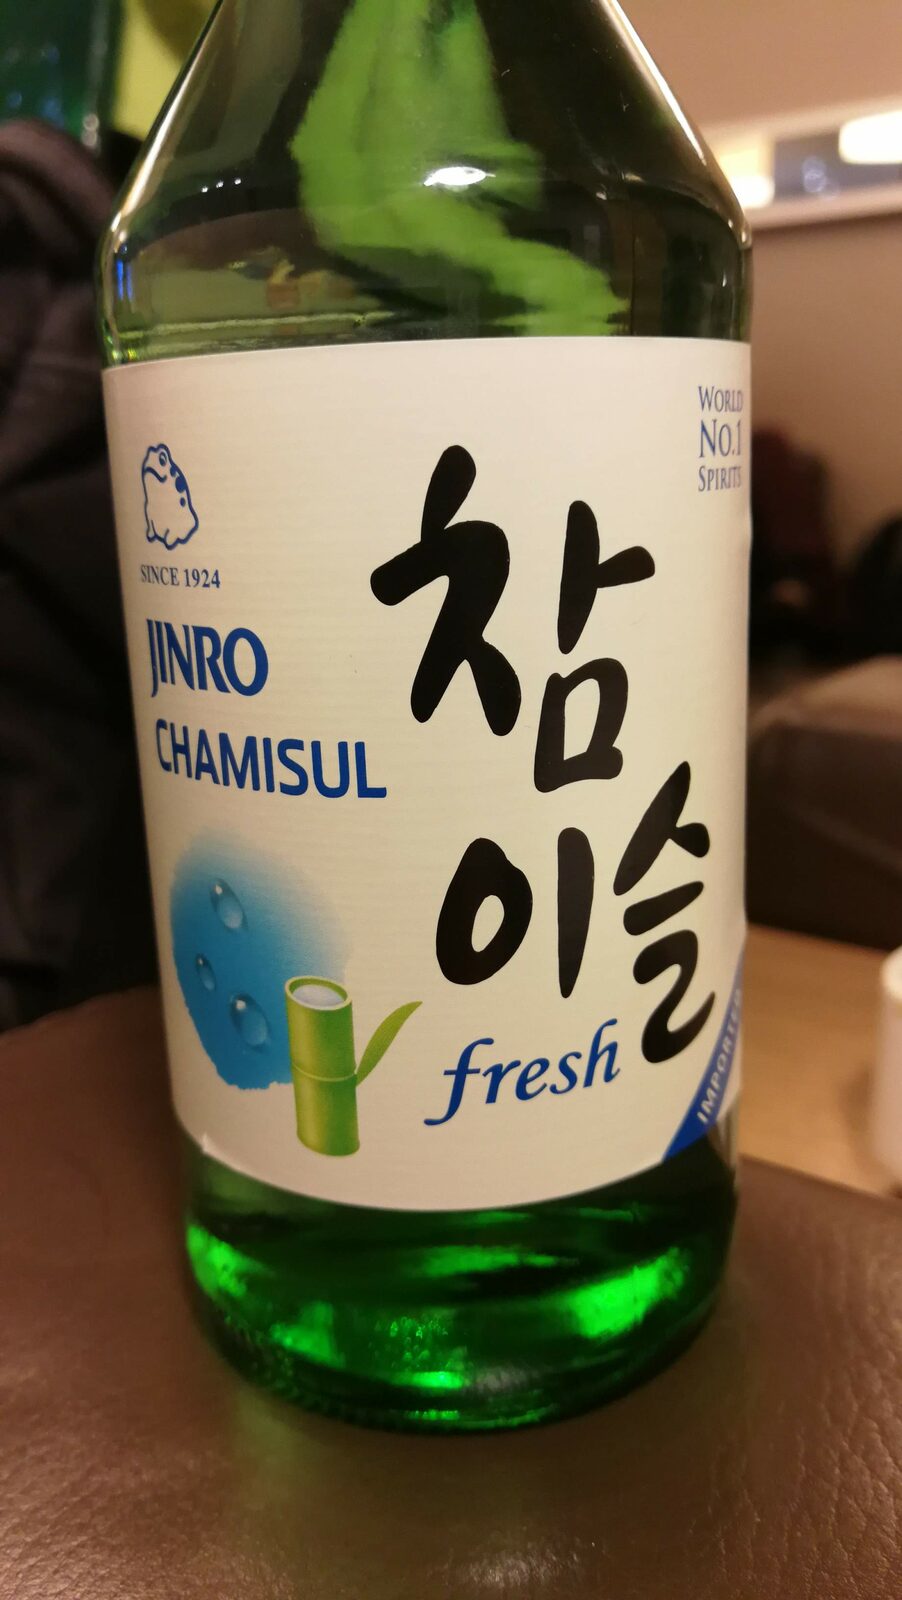 WORLD
NO.1
SPIRITS
SINCE 1924
JINRO
CHAMISUL
참
이슬
fresh
IMPORTED